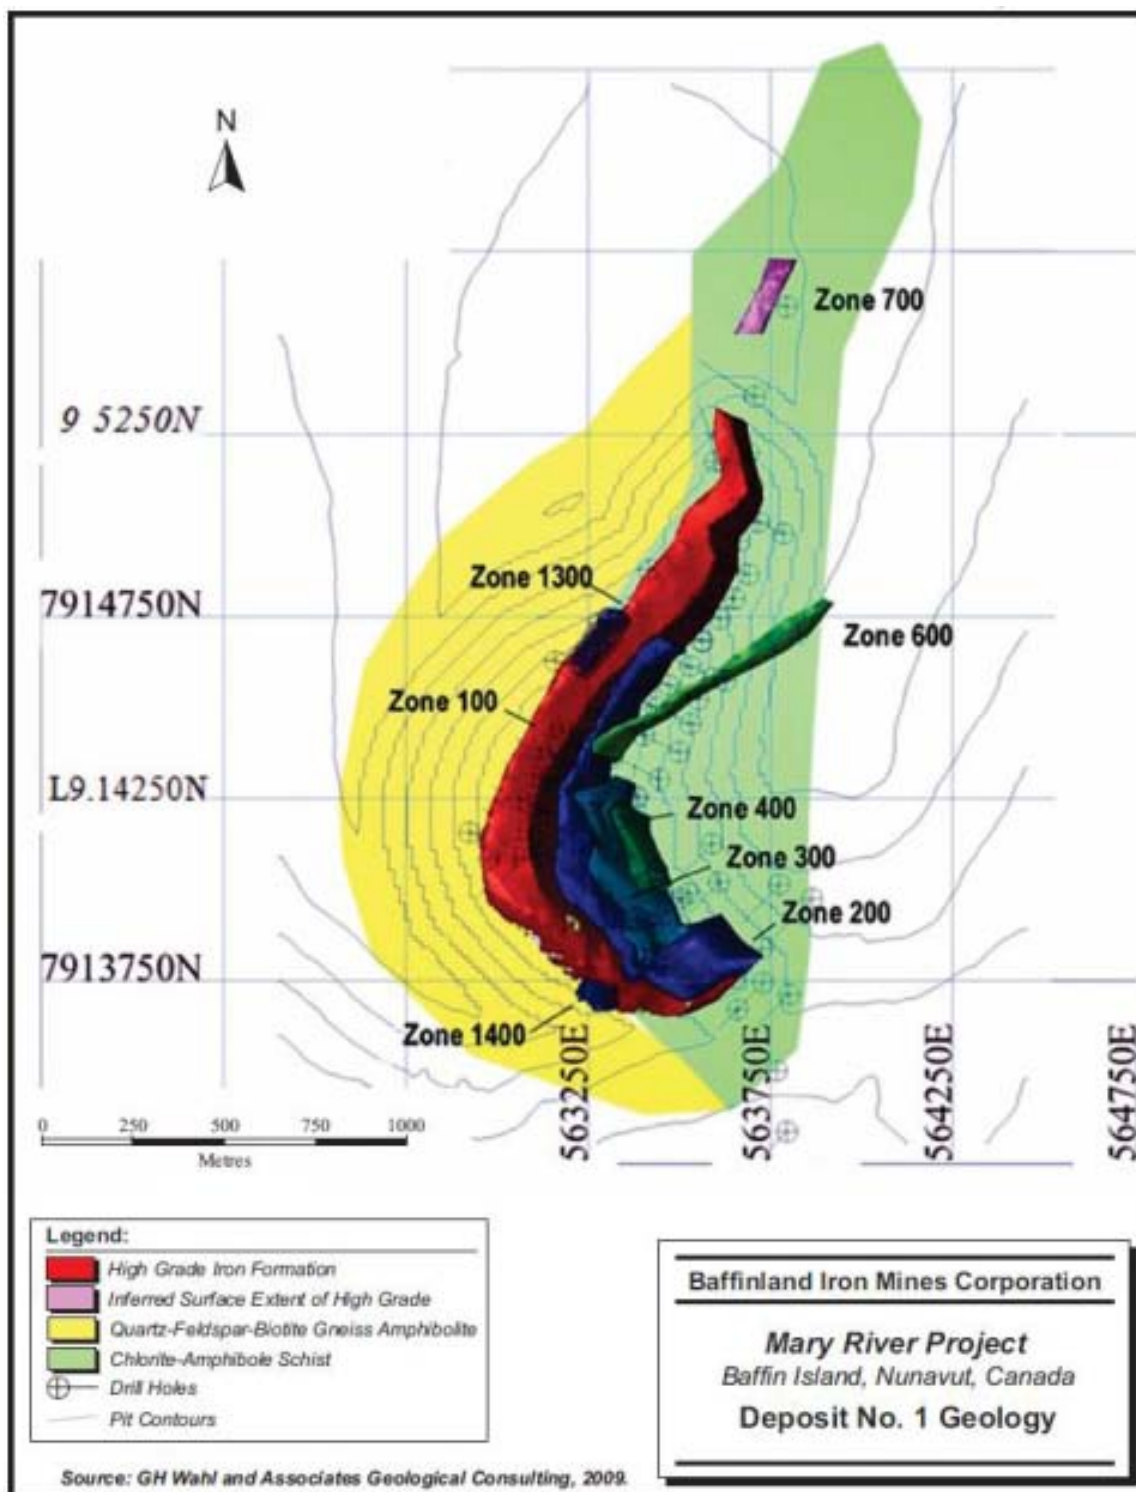 N
Zone 700
9 5250N
Zone 1300
7914750N
Zone 600
Zone 100
L9.14250N
Zone 400
Zone 300
Zone 200
7913750N
Zone 1400
563250E
563750E
564250E
564750E
0 250 500 750 1000
Metres
Legend:
High Grade Iron Formation
Inferred Surface Extent of High Grade
Quartz-Feldspar-Biotite Gneiss Amphibolite
Chlorite-Amphibole Schist
Drill Holes
Pit Contours
Source: GH Wahl and Associates Geological Consulting, 2009.
Baffinland Iron Mines Corporation
Mary River Project
Baffin Island, Nunavut, Canada
Deposit No. 1 Geology